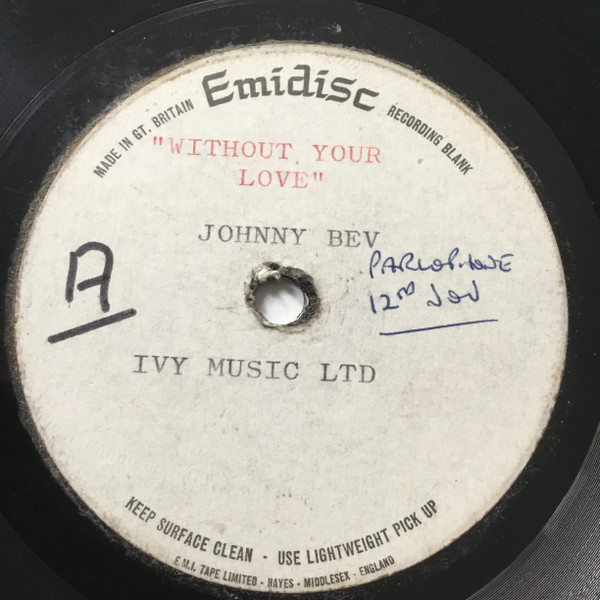 MADE IN GT. BRITAIN Emidisc RECORDING BLANK
"WITHOUT YOUR
LOVE"
JOHNNY BEV
A
PARLOPHONE
12th NOV
IVY MUSIC LTD
KEEP SURFACE CLEAN - USE LIGHTWEIGHT PICK UP
E.M.I. TAPE LIMITED - HAYES - MIDDLESEX - ENGLAND